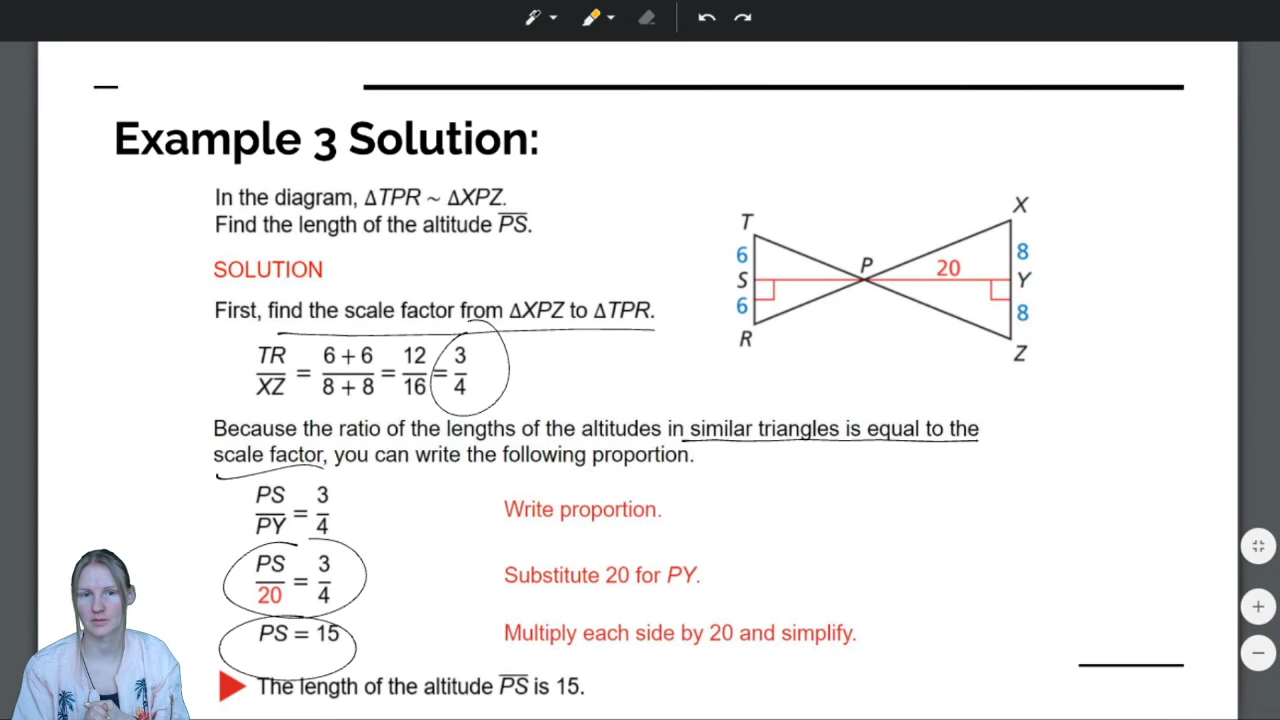 Example 3 Solution:
In the diagram, ΔTPR ~ ΔXPZ.
Find the length of the altitude P̅S̅.
SOLUTION
First, find the scale factor from ΔXPZ to ΔTPR.
TR/XZ = (6 + 6)/(8 + 8) = 12/16 = 3/4
Because the ratio of the lengths of the altitudes in similar triangles is equal to the
scale factor, you can write the following proportion.
PS/PY = 3/4 Write proportion.
PS/20 = 3/4 Substitute 20 for PY.
PS = 15 Multiply each side by 20 and simplify.
The length of the altitude P̅S̅ is 15.
T
X
6
8
P
20
S
Y
6
8
R
Z